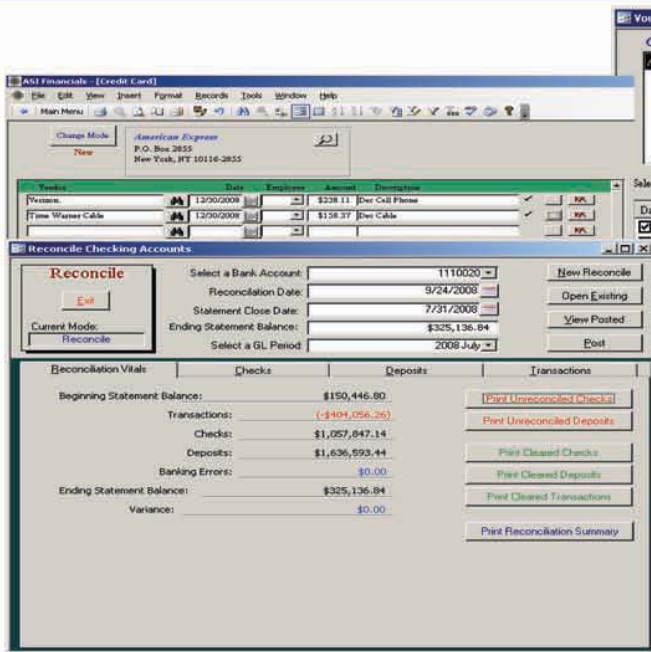 Vou
ASI Financials - [Credit Card]
File Edit View Insert Format Records Tools Window Help
Main Menu
Change Mode
New
American Express
P.O. Box 2855
New York, NY 10116-2855
Vendor Date Employee Amount Description
Verizon 12/30/2008 $238.11 Dec Cell Phone
Time Warner Cable 12/30/2008 $158.37 Dec Cable
Sele
Da
Reconcile Checking Accounts
Reconcile
Exit
Current Mode:
Reconcile
Select a Bank Account: 1110020
Reconciliation Date: 9/24/2008
Statement Close Date: 7/31/2008
Ending Statement Balance: $325,136.84
Select a GL Period: 2008 July
New Reconcile
Open Existing
View Posted
Post
Reconciliation Vitals Checks Deposits Transactions
Beginning Statement Balance: $150,446.80
Transactions: (-$404,056.26)
Checks: $1,057,847.14
Deposits: $1,636,593.44
Banking Errors: $0.00
Ending Statement Balance: $325,136.84
Variance: $0.00
Print Unreconciled Checks
Print Unreconciled Deposits
Print Cleared Checks
Print Cleared Deposits
Print Cleared Transactions
Print Reconciliation Summary